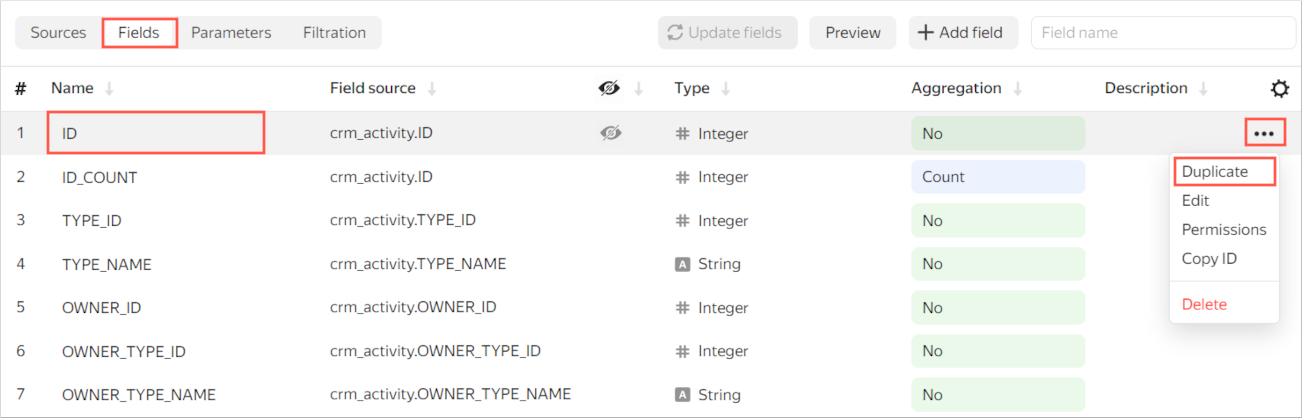 Sources Fields Parameters Filtration Update fields Preview + Add field Field name
# Name Field source Type Aggregation Description
1 ID crm_activity.ID # Integer No
2 ID_COUNT crm_activity.ID # Integer Count
3 TYPE_ID crm_activity.TYPE_ID # Integer No
4 TYPE_NAME crm_activity.TYPE_NAME A String No
5 OWNER_ID crm_activity.OWNER_ID # Integer No
6 OWNER_TYPE_ID crm_activity.OWNER_TYPE_ID # Integer No
7 OWNER_TYPE_NAME crm_activity.OWNER_TYPE_NAME A String No
Duplicate
Edit
Permissions
Copy ID
Delete